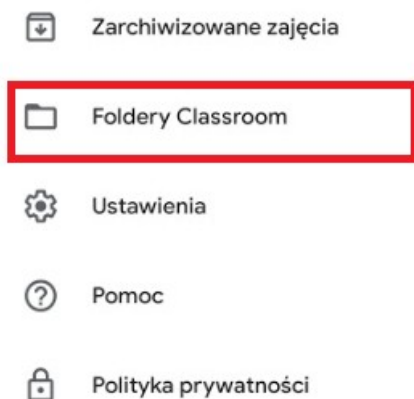 Zarchiwizowane zajęcia
Foldery Classroom
Ustawienia
Pomoc
Polityka prywatności